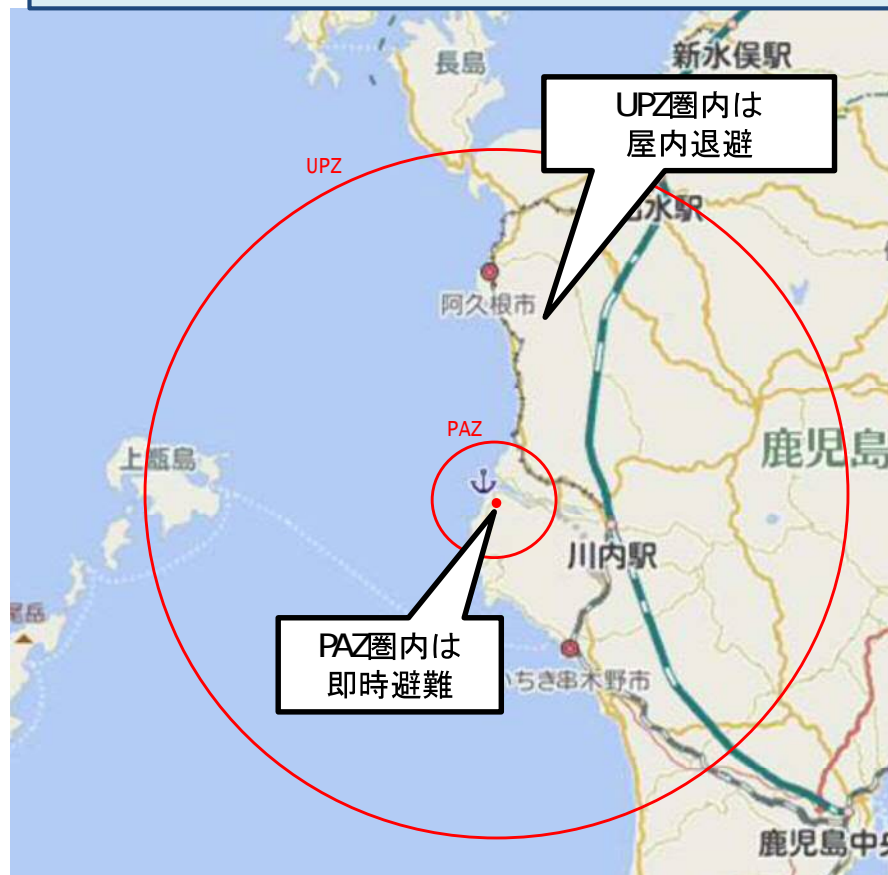 新水俣駅
長島
UPZ圏内は
屋内退避
UPZ
水駅
阿久根市
PAZ
上甑島
鹿児島
川内駅
尾岳
PAZ圏内は
即時避難
いちき串木野市
鹿児島中央